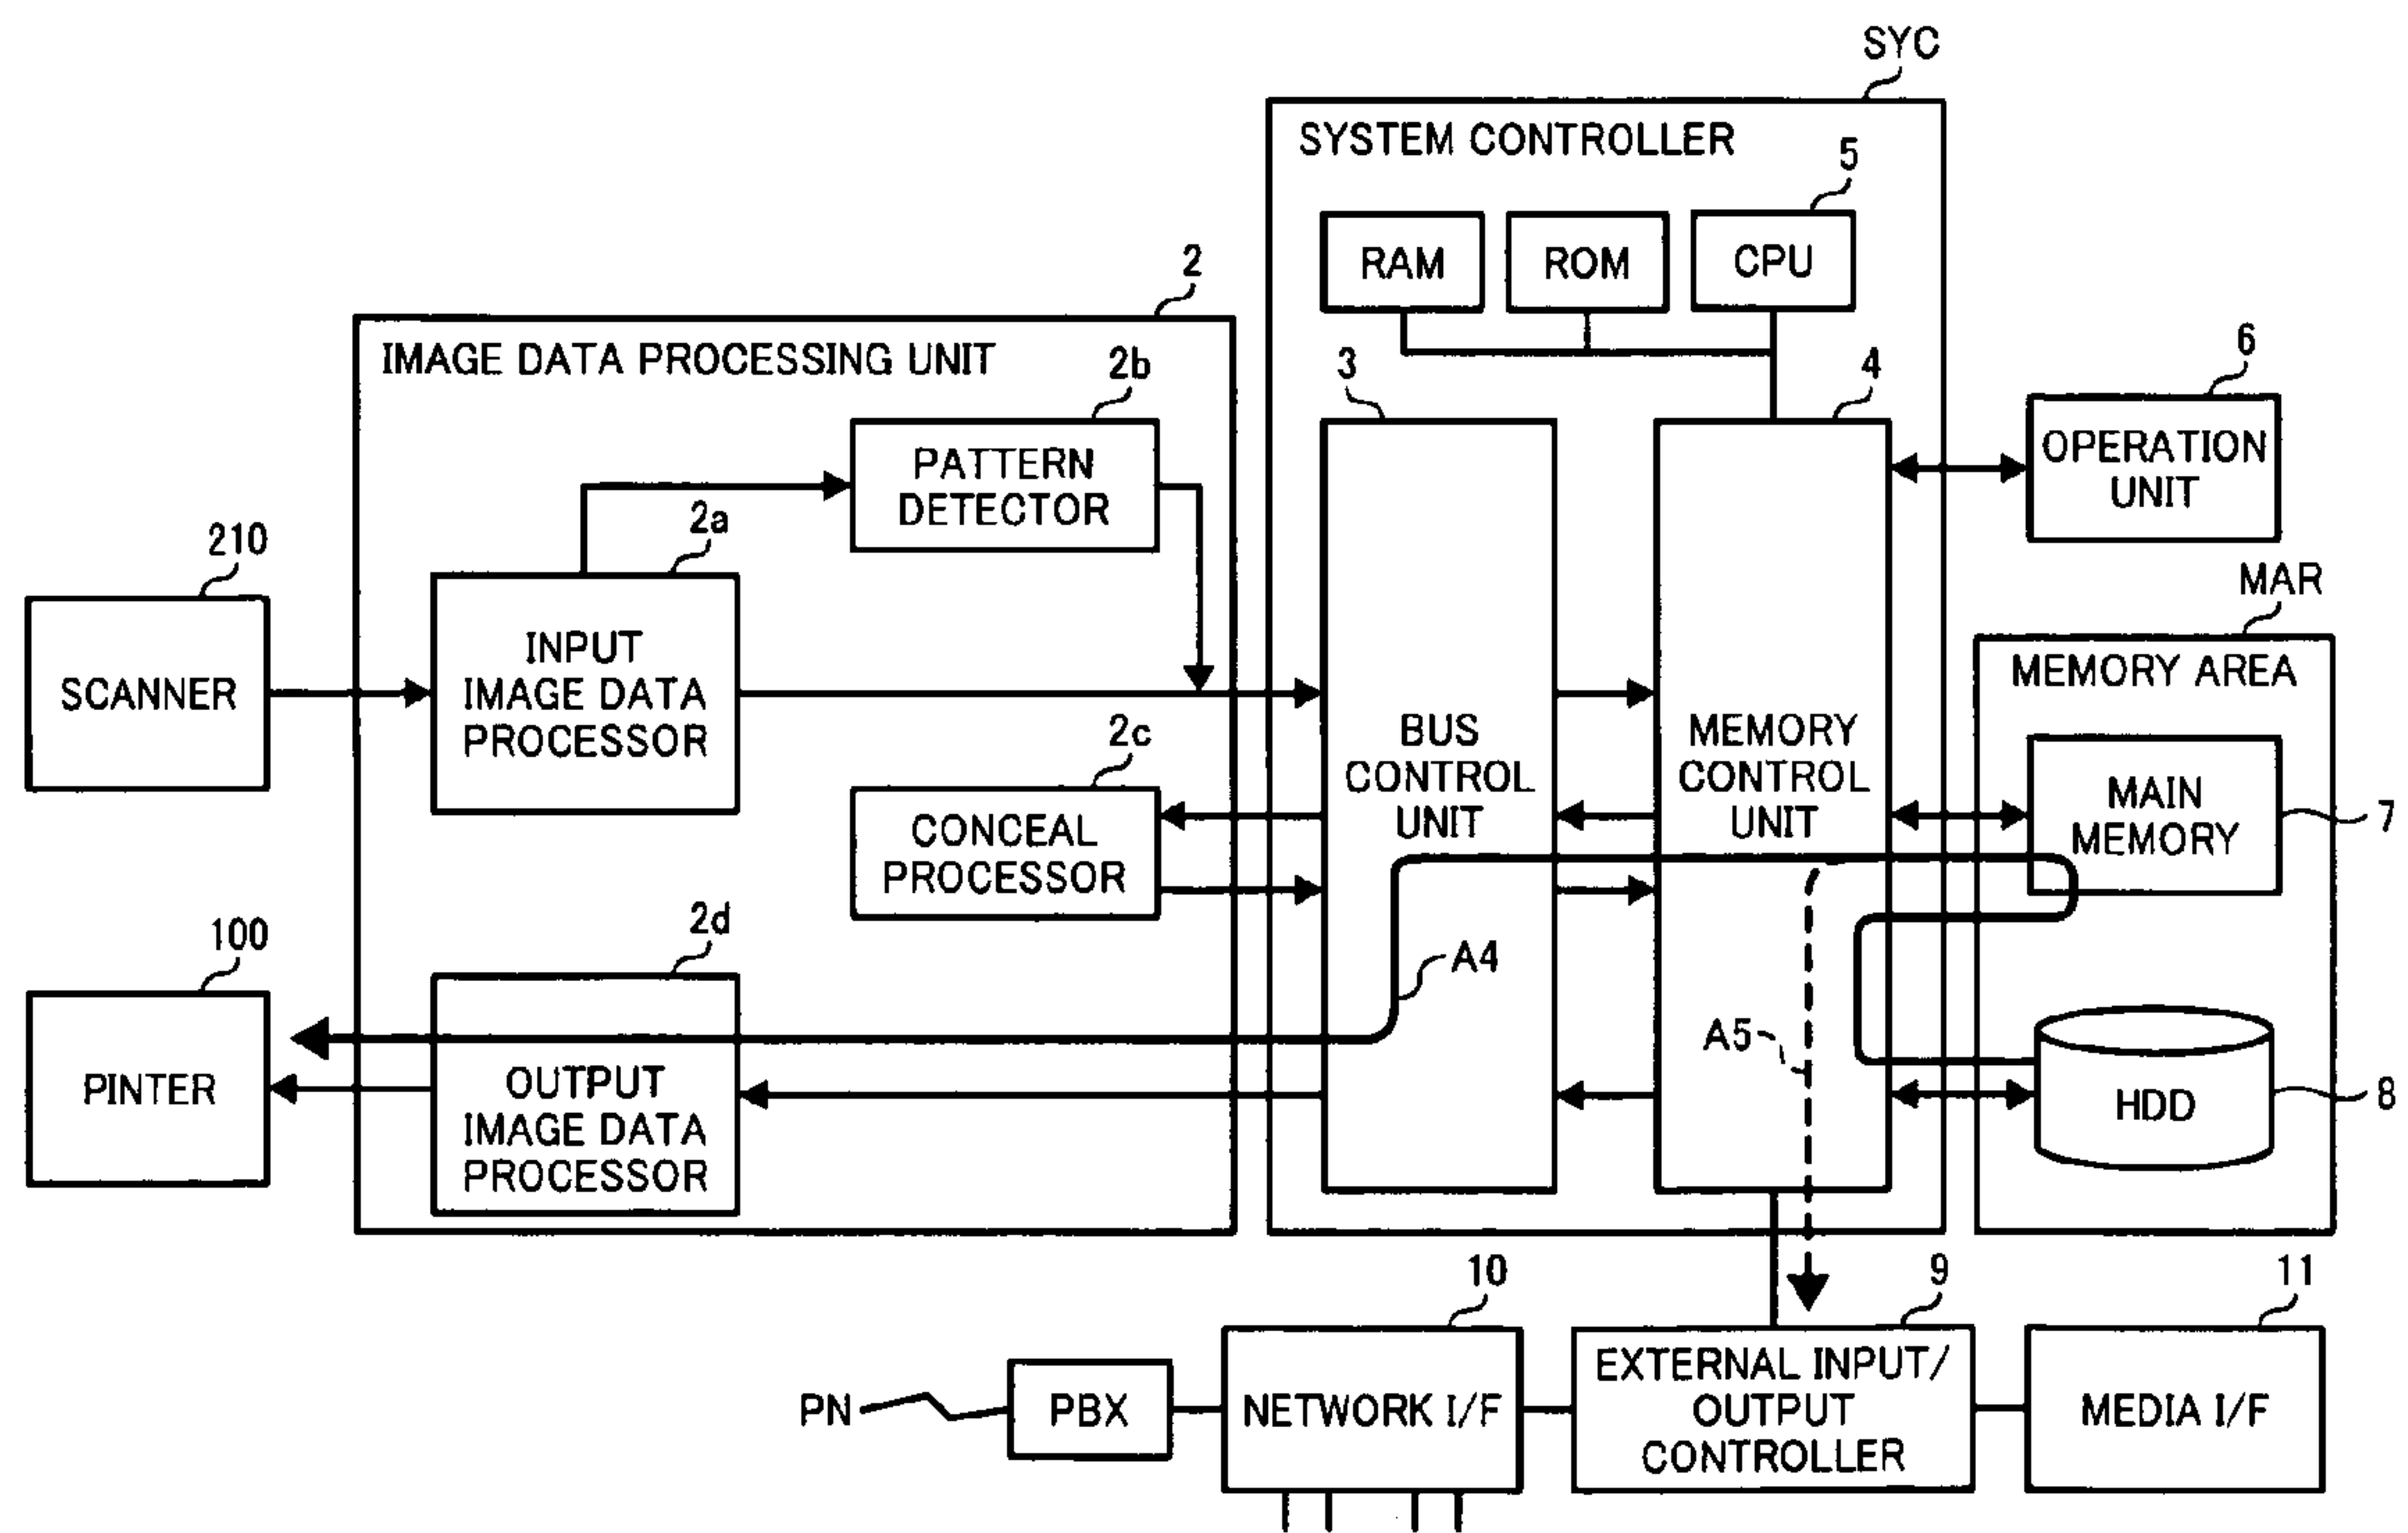 SYC
SYSTEM CONTROLLER
5
RAM
ROM
CPU
2
IMAGE DATA PROCESSING UNIT
2b
3
4
6
PATTERN
DETECTOR
OPERATION
UNIT
2a
210
MAR
INPUT
IMAGE DATA
PROCESSOR
SCANNER
MEMORY AREA
2c
BUS
CONTROL
UNIT
MEMORY
CONTROL
UNIT
MAIN
MEMORY
7
CONCEAL
PROCESSOR
2d
100
A4
A5
PINTER
OUTPUT
IMAGE DATA
PROCESSOR
HDD
8
10
9
11
PN
PBX
NETWORK I/F
EXTERNAL INPUT/
OUTPUT
CONTROLLER
MEDIA I/F